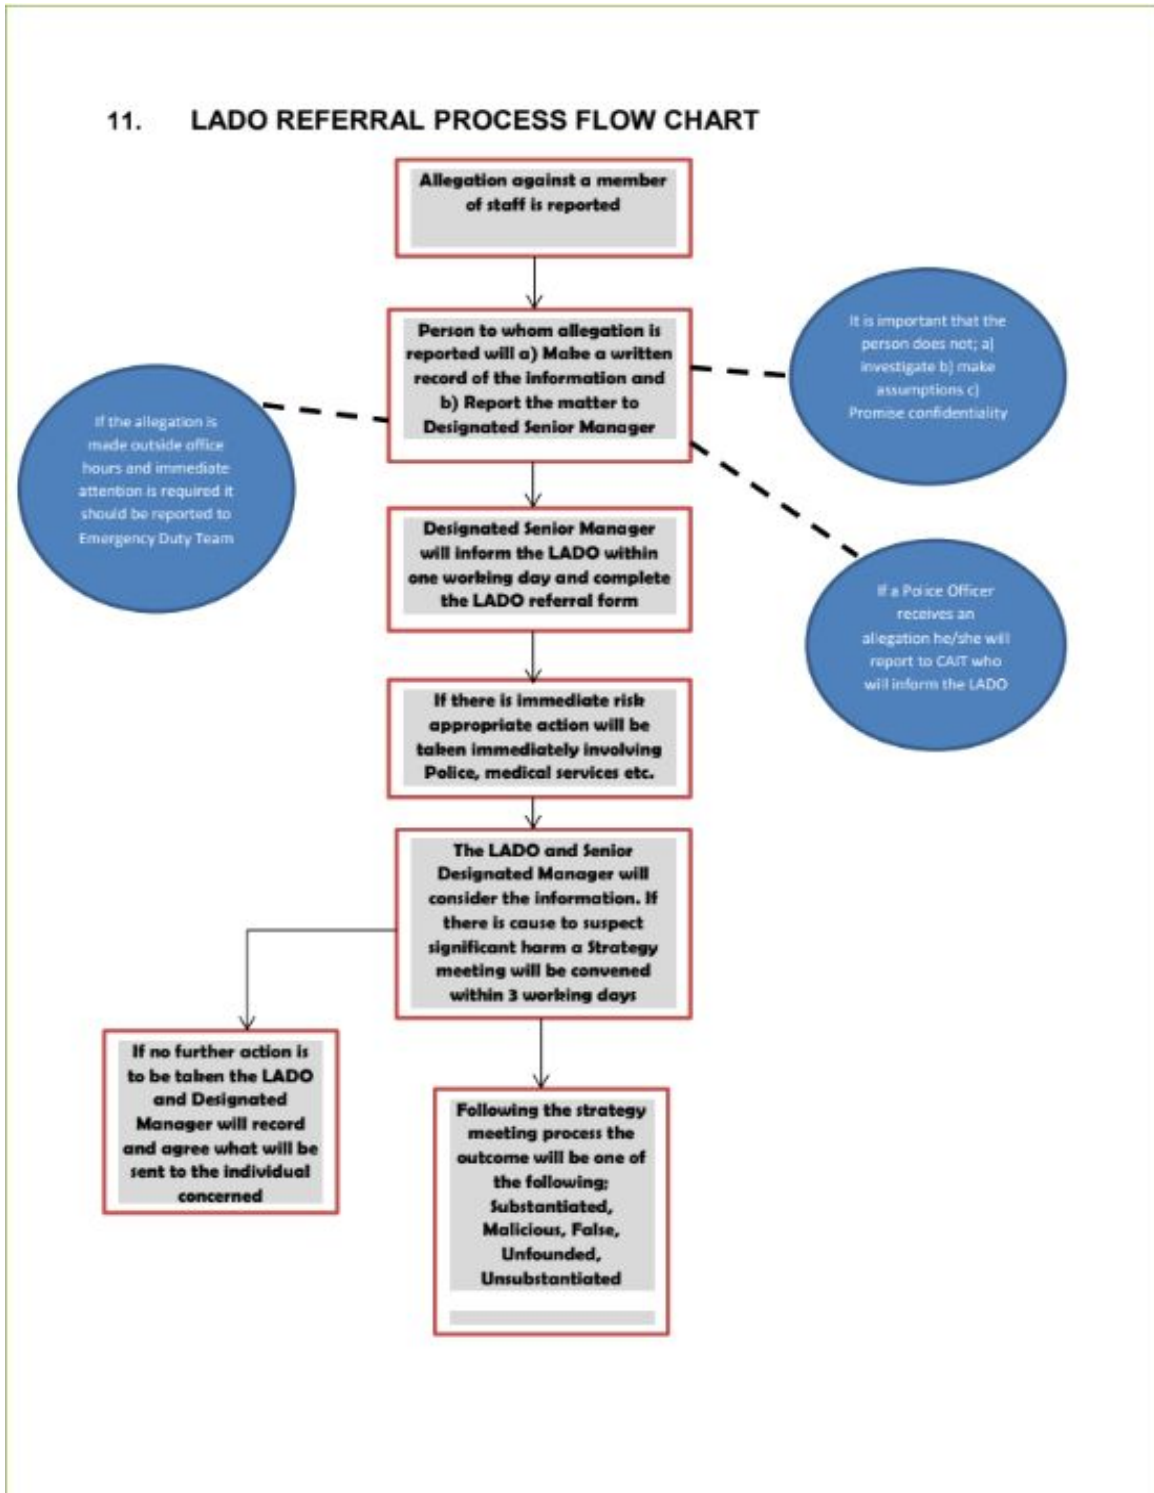 11. LADO REFERRAL PROCESS FLOW CHART
Allegation against a member
of staff is reported
Person to whom allegation is
reported will a) Make a written
record of the information and
b) Report the matter to
Designated Senior Manager
It is important that the
person does not; a)
investigate b) make
assumptions c)
Promise confidentiality
If the allegation is
made outside office
hours and immediate
attention is required it
should be reported to
Emergency Duty Team
Designated Senior Manager
will inform the LADO within
one working day and complete
the LADO referral form
If a Police Officer
receives an
allegation he/she will
report to CAIT who
will inform the LADO
If there is immediate risk
appropriate action will be
taken immediately involving
Police, medical services etc.
The LADO and Senior
Designated Manager will
consider the information. If
there is cause to suspect
significant harm a Strategy
meeting will be convened
within 3 working days
If no further action is
to be taken the LADO
and Designated
Manager will record
and agree what will be
sent to the individual
concerned
Following the strategy
meeting process the
outcome will be one of
the following;
Substantiated,
Malicious, False,
Unfounded,
Unsubstantiated